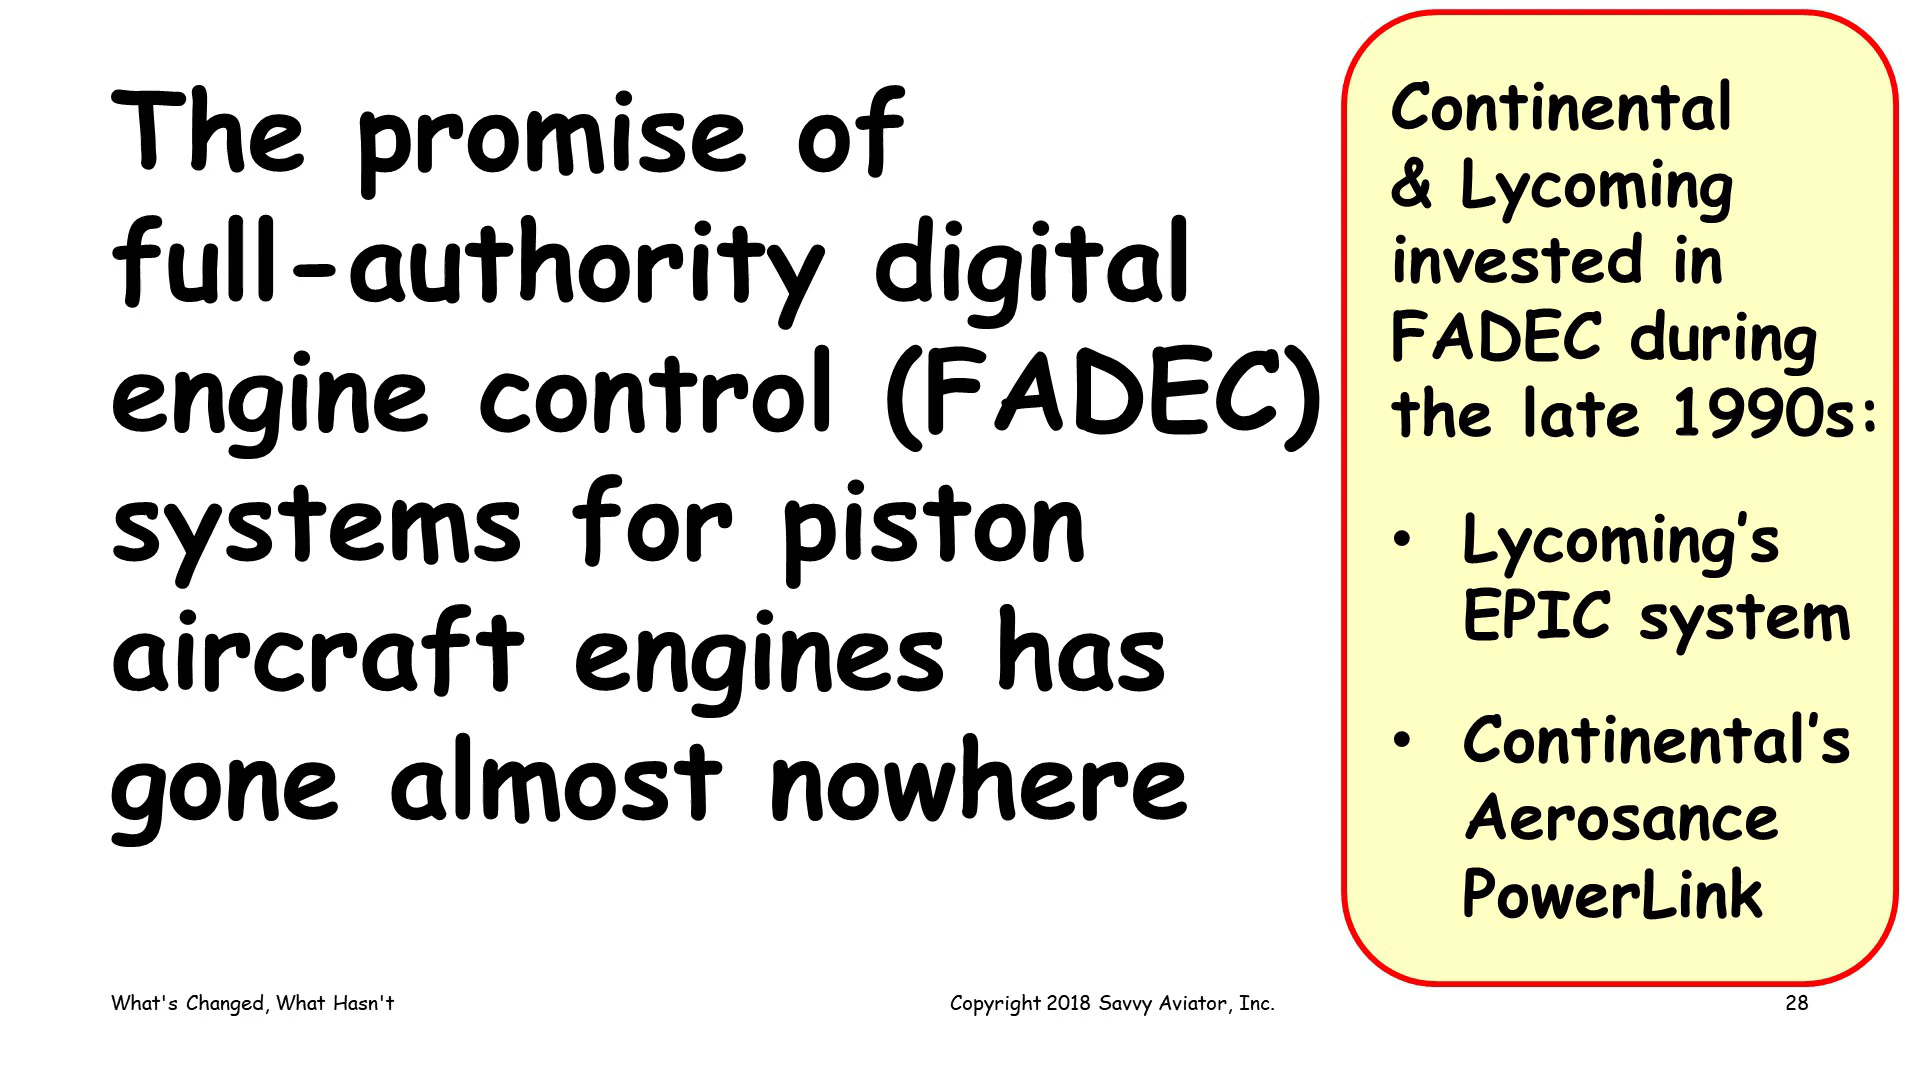 The promise of
full-authority digital
engine control (FADEC)
systems for piston
aircraft engines has
gone almost nowhere
Continental
& Lycoming
invested in
FADEC during
the late 1990s:
• Lycoming’s
EPIC system
• Continental’s
Aerosance
PowerLink
What's Changed, What Hasn't
Copyright 2018 Savvy Aviator, Inc.
28